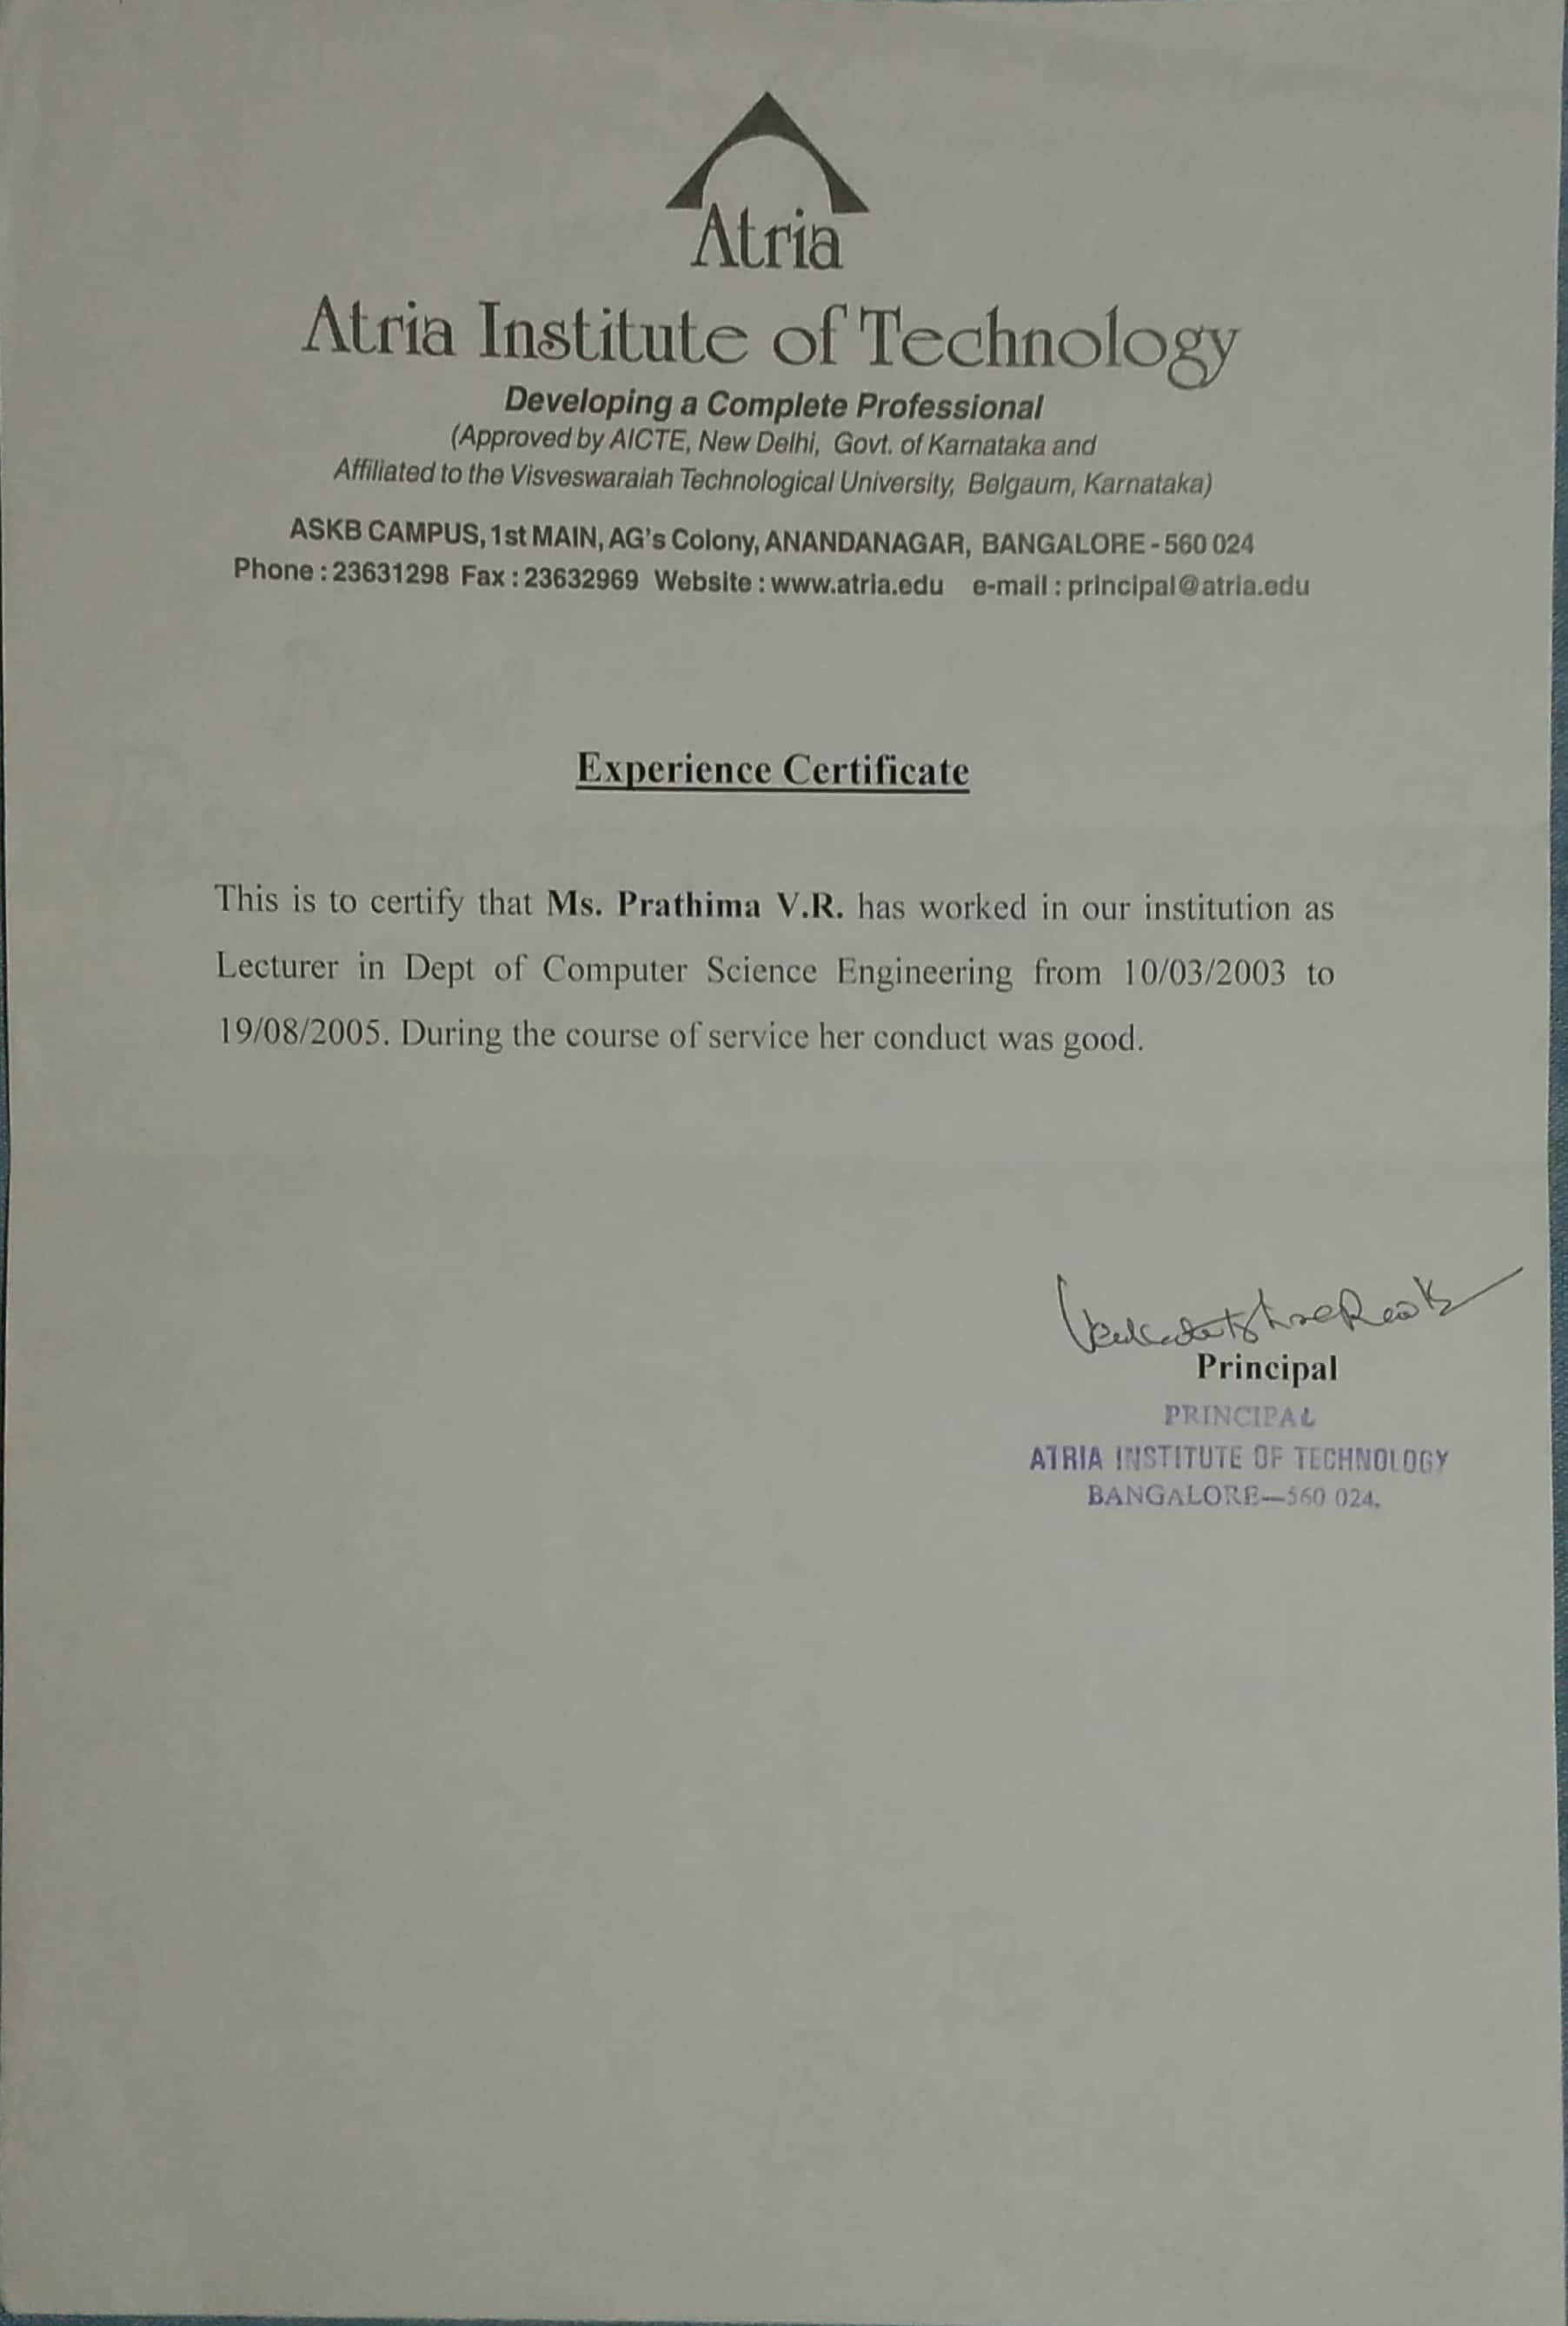 Atria
Atria Institute of Technology
Developing a Complete Professional
(Approved by AICTE, New Delhi, Govt. of Karnataka and
Affiliated to the Visveswaraiah Technological University, Belgaum, Karnataka)
ASKB CAMPUS, 1st MAIN, AG's Colony, ANANDANAGAR, BANGALORE - 560 024
Phone : 23631298 Fax : 23632969 Website : www.atria.edu e-mail : principal@atria.edu
Experience Certificate
This is to certify that Ms. Prathima V.R. has worked in our institution as
Lecturer in Dept of Computer Science Engineering from 10/03/2003 to
19/08/2005. During the course of service her conduct was good.
Principal
PRINCIPAL
ATRIA INSTITUTE OF TECHNOLOGY
BANGALORE—560 024.